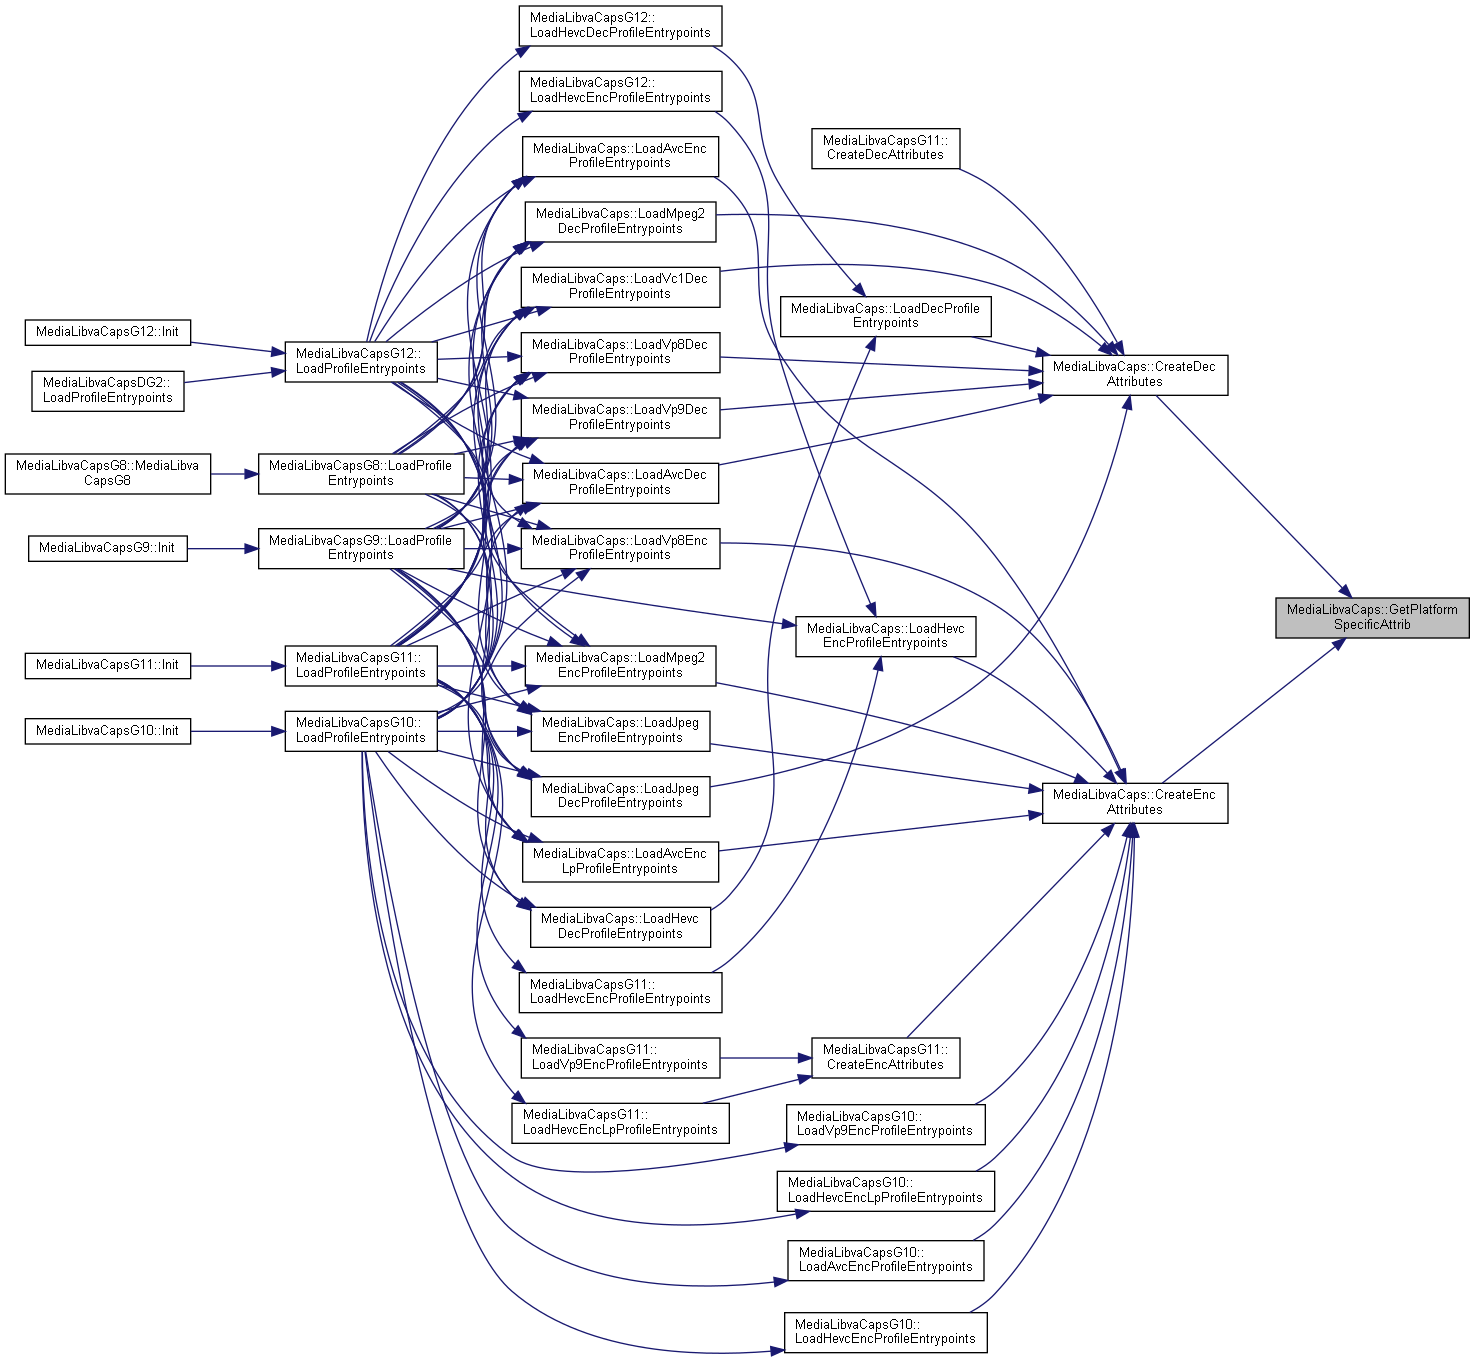 MediaLibvaCapsG12::
LoadHevcDecProfileEntrypoints
MediaLibvaCapsG12::
LoadHevcEncProfileEntrypoints
MediaLibvaCaps::LoadAvcEnc
ProfileEntrypoints
MediaLibvaCapsG11::
CreateDecAttributes
MediaLibvaCaps::LoadMpeg2
DecProfileEntrypoints
MediaLibvaCaps::LoadVc1Dec
ProfileEntrypoints
MediaLibvaCaps::LoadDecProfile
Entrypoints
MediaLibvaCapsG12::Init
MediaLibvaCapsG12::
LoadProfileEntrypoints
MediaLibvaCaps::LoadVp8Dec
ProfileEntrypoints
MediaLibvaCaps::CreateDec
Attributes
MediaLibvaCapsDG2::
LoadProfileEntrypoints
MediaLibvaCaps::LoadVp9Dec
ProfileEntrypoints
MediaLibvaCapsG8::MediaLibva
CapsG8
MediaLibvaCapsG8::LoadProfile
Entrypoints
MediaLibvaCaps::LoadAvcDec
ProfileEntrypoints
MediaLibvaCapsG9::Init
MediaLibvaCapsG9::LoadProfile
Entrypoints
MediaLibvaCaps::LoadVp8Enc
ProfileEntrypoints
MediaLibvaCaps::GetPlatform
SpecificAttrib
MediaLibvaCaps::LoadHevc
EncProfileEntrypoints
MediaLibvaCapsG11::Init
MediaLibvaCapsG11::
LoadProfileEntrypoints
MediaLibvaCaps::LoadMpeg2
EncProfileEntrypoints
MediaLibvaCapsG10::Init
MediaLibvaCapsG10::
LoadProfileEntrypoints
MediaLibvaCaps::LoadJpeg
EncProfileEntrypoints
MediaLibvaCaps::LoadJpeg
DecProfileEntrypoints
MediaLibvaCaps::CreateEnc
Attributes
MediaLibvaCaps::LoadAvcEnc
LpProfileEntrypoints
MediaLibvaCaps::LoadHevc
DecProfileEntrypoints
MediaLibvaCapsG11::
LoadHevcEncProfileEntrypoints
MediaLibvaCapsG11::
LoadVp9EncProfileEntrypoints
MediaLibvaCapsG11::
CreateEncAttributes
MediaLibvaCapsG11::
LoadHevcEncLpProfileEntrypoints
MediaLibvaCapsG10::
LoadVp9EncProfileEntrypoints
MediaLibvaCapsG10::
LoadHevcEncLpProfileEntrypoints
MediaLibvaCapsG10::
LoadAvcEncProfileEntrypoints
MediaLibvaCapsG10::
LoadHevcEncProfileEntrypoints